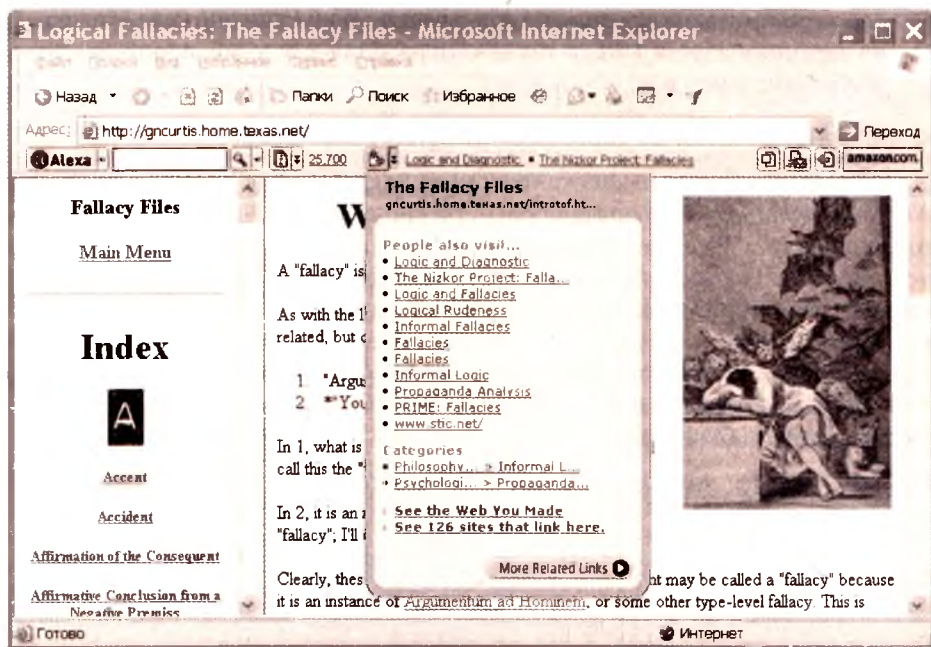 Logical Fallacies: The Fallacy Files - Microsoft Internet Explorer
Файл Правка Вид Избранное Сервис Справка
Назад Папки Поиск Избранное
Адрес: http://gncurtis.home.texas.net/ Переход
Alexa 25,700 Logic and Diagnostic • The Nizkor Project: Fallacies amazon.com
Fallacy Files
Main Menu
Index
A
Accent
Accident
Affirmation of the Consequent
Affirmative Conclusion from a
Negative Premiss
W
A "fallacy" is
As with the
related, but
1. "Argu
2. *"You
In 1, what is
call this the "
In 2, it is an
"fallacy"; I'll
Clearly, thes nt may be called a "fallacy" because
it is an instance of Argumentum ad Hominem, or some other type-level fallacy. This is
The Fallacy Files
gncurtis.home.texas.net/introtof.ht...
People also visit...
• Logic and Diagnostic
• The Nizkor Project: Falla...
• Logic and Fallacies
• Logical Rudeness
• Informal Fallacies
• Fallacies
• Fallacies
• Informal Logic
• Propaganda Analysis
• PRIME: Fallacies
• www.stic.net/
Categories
• Philosophy... > Informal L...
• Psychologi... > Propaganda...
See the Web You Made
See 126 sites that link here.
More Related Links
Готово Интернет